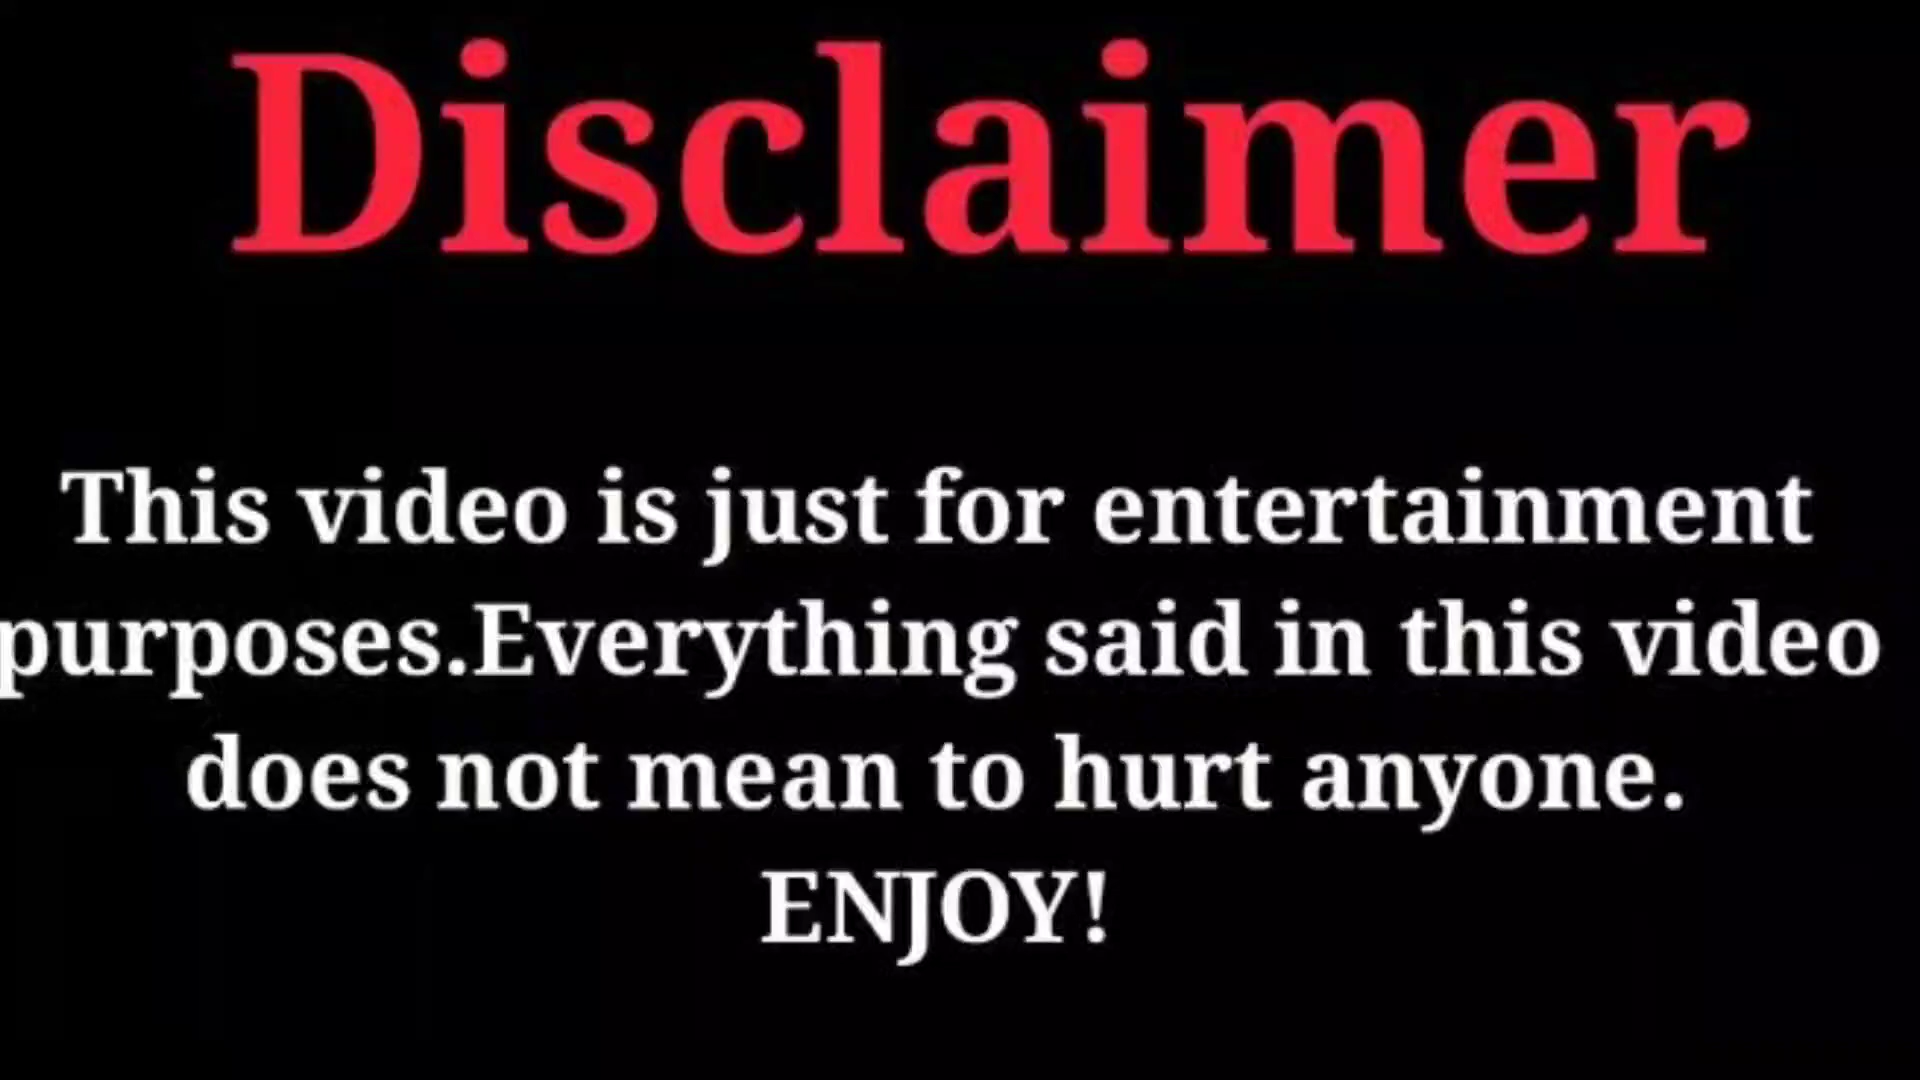 Disclaimer
This video is just for entertainment
purposes.Everything said in this video
does not mean to hurt anyone.
ENJOY!